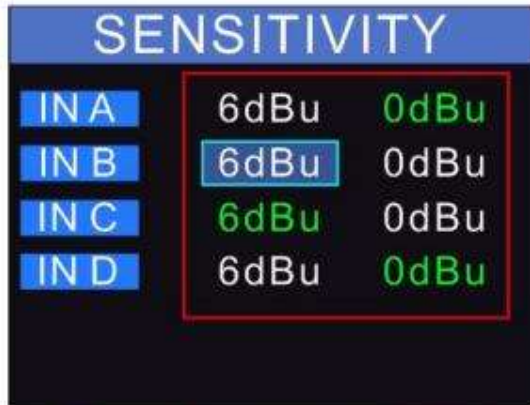 SENSITIVITY
IN A 6dBu 0dBu
IN B 6dBu 0dBu
IN C 6dBu 0dBu
IN D 6dBu 0dBu